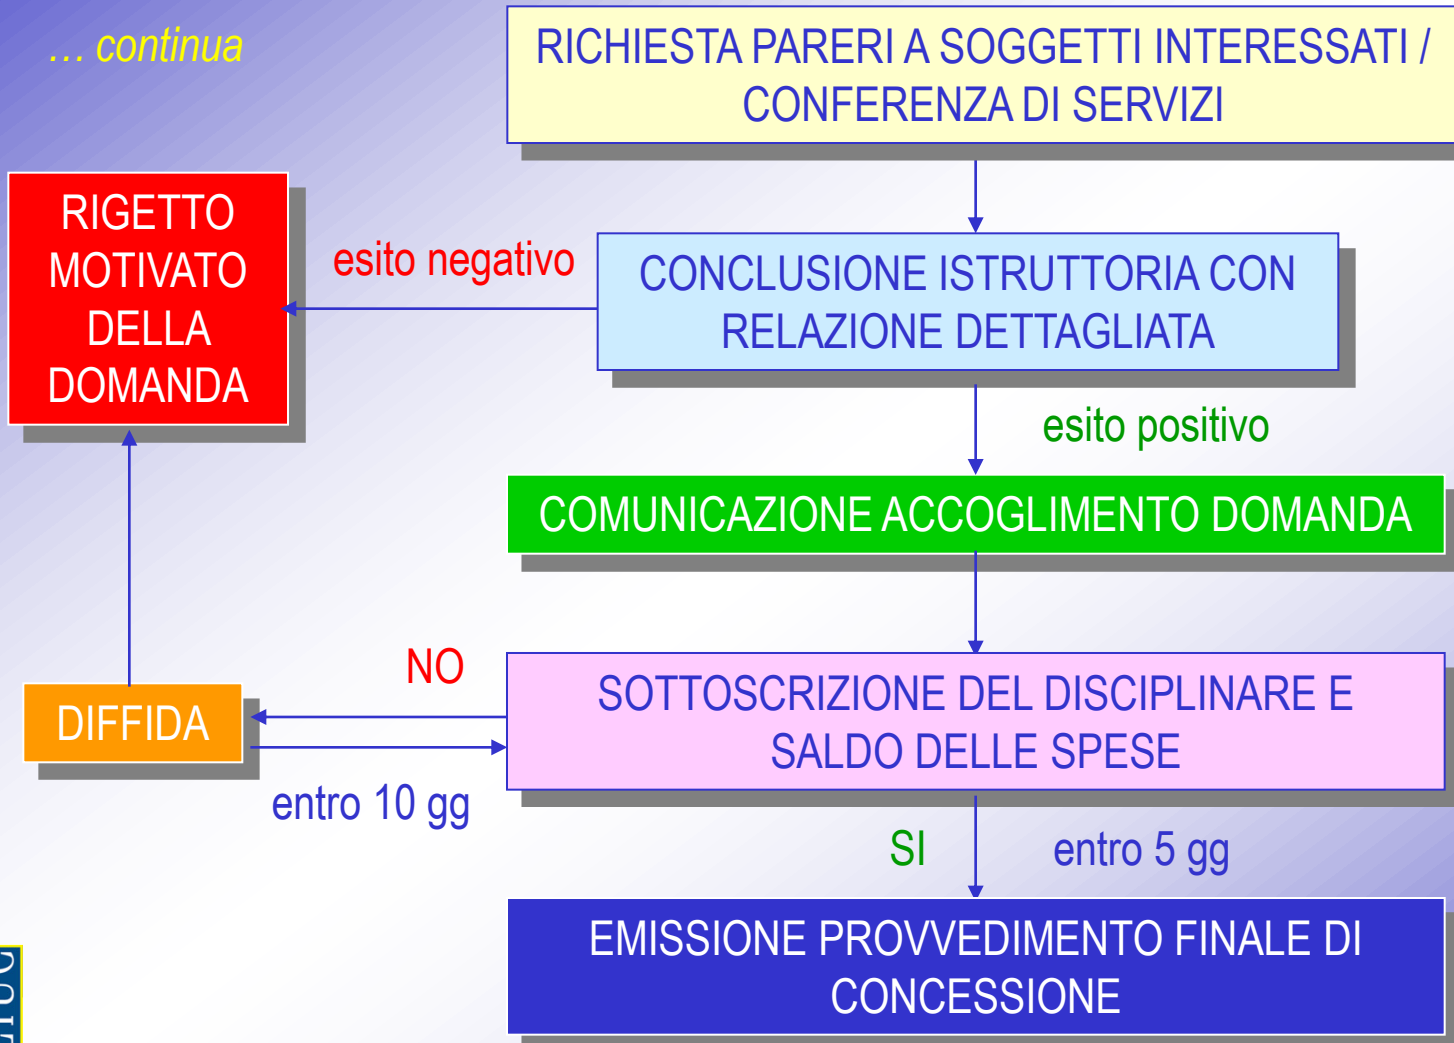 … continua
RICHIESTA PARERI A SOGGETTI INTERESSATI /
CONFERENZA DI SERVIZI
RIGETTO
MOTIVATO
DELLA
DOMANDA
esito negativo
CONCLUSIONE ISTRUTTORIA CON
RELAZIONE DETTAGLIATA
esito positivo
COMUNICAZIONE ACCOGLIMENTO DOMANDA
NO
DIFFIDA
SOTTOSCRIZIONE DEL DISCIPLINARE E
SALDO DELLE SPESE
entro 10 gg
SI
entro 5 gg
EMISSIONE PROVVEDIMENTO FINALE DI
CONCESSIONE